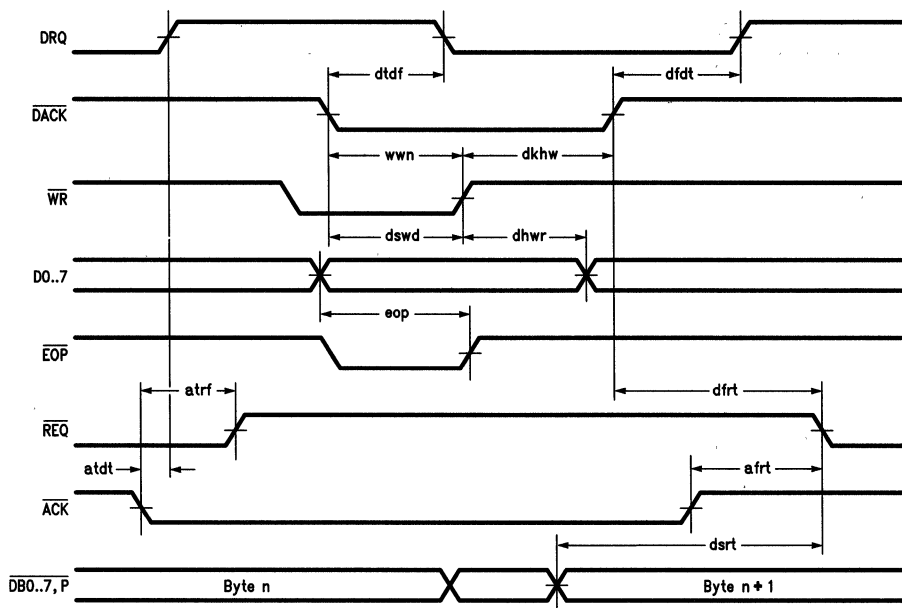 DRQ
dtdf
dfdt
DACK
wwn
dkhw
WR
dswd
dhwr
D0..7
eop
EOP
atrf
dfrt
REQ
atdt
afrt
ACK
dsrt
DB0..7, P
Byte n
Byte n + 1